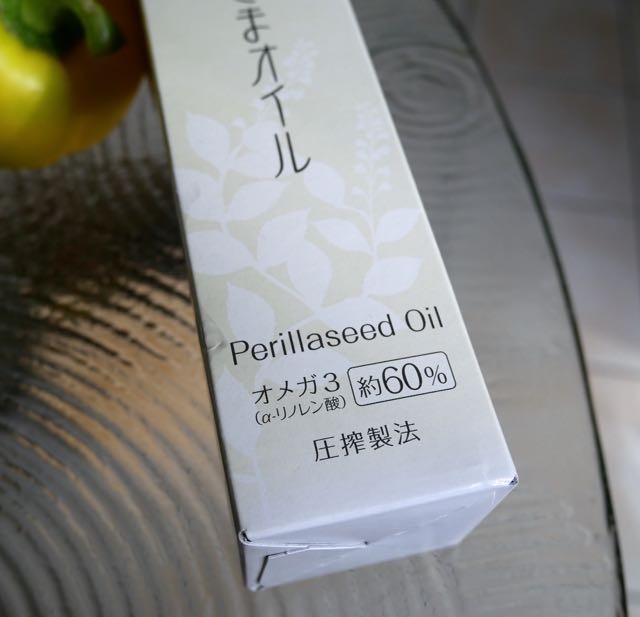 まオイル
Perillaseed Oil
オメガ3
(α-リノレン酸)
約60%
圧搾製法